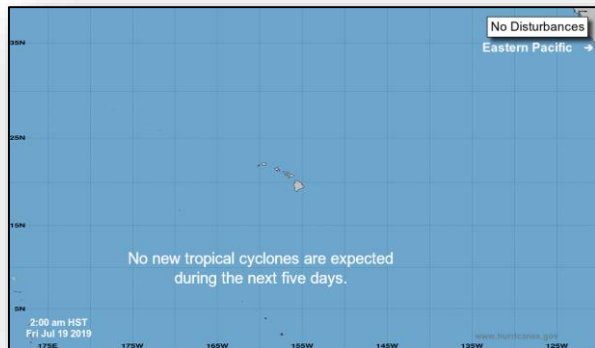 No Disturbances
35N
Eastern Pacific →
25N
15N
No new tropical cyclones are expected
during the next five days.
5N
2:00 am HST
Fri Jul 19 2019
www.hurricanes.gov
175E
175W
165W
155W
145W
135W
125W